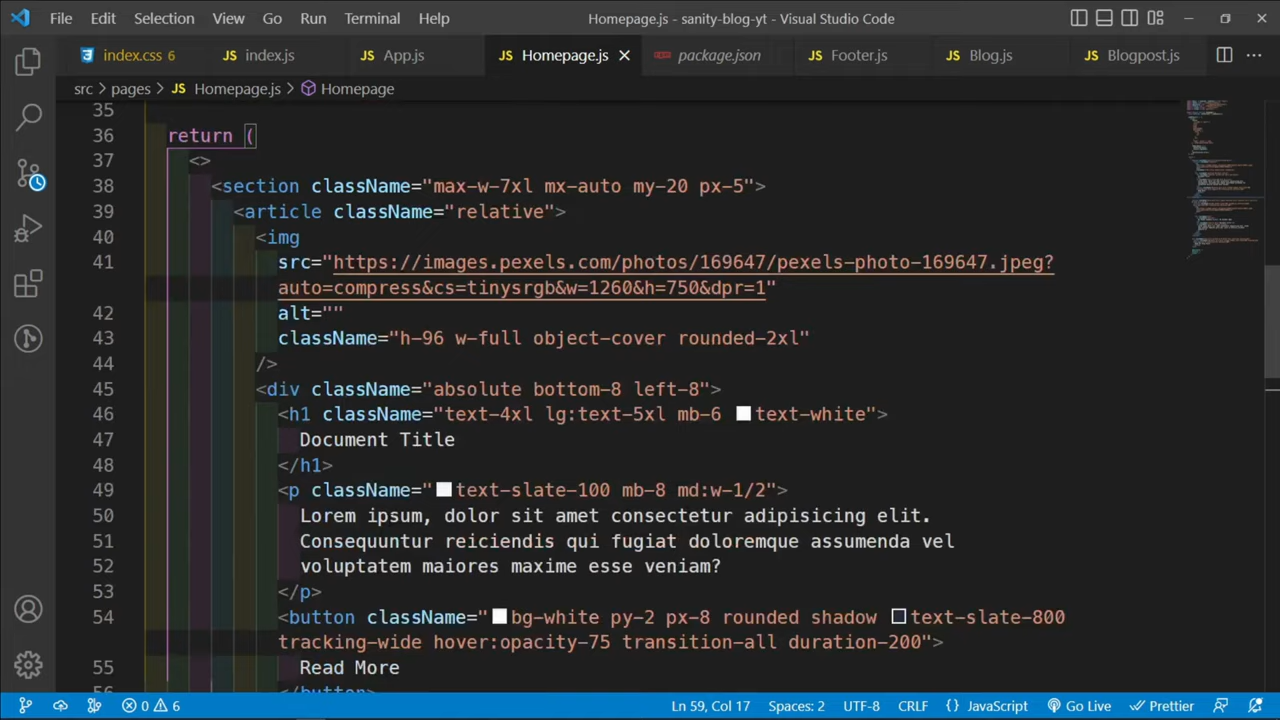 File Edit Selection View Go Run Terminal Help Homepage.js - sanity-blog-yt - Visual Studio Code
index.css 6 JS index.js JS App.js JS Homepage.js package.json JS Footer.js JS Blog.js JS Blogpost.js
src > pages > JS Homepage.js > Homepage
35
36 return (
37 <>
38 <section className="max-w-7xl mx-auto my-20 px-5">
39 <article className="relative">
40 <img
41 src="https://images.pexels.com/photos/169647/pexels-photo-169647.jpeg?
auto=compress&cs=tinysrgb&w=1260&h=750&dpr=1"
42 alt=""
43 className="h-96 w-full object-cover rounded-2xl"
44 />
45 <div className="absolute bottom-8 left-8">
46 <h1 className="text-4xl lg:text-5xl mb-6 text-white">
47 Document Title
48 </h1>
49 <p className="text-slate-100 mb-8 md:w-1/2">
50 Lorem ipsum, dolor sit amet consectetur adipisicing elit.
51 Consequuntur reiciendis qui fugiat doloremque assumenda vel
52 voluptatem maiores maxime esse veniam?
53 </p>
54 <button className="bg-white py-2 px-8 rounded shadow text-slate-800
tracking-wide hover:opacity-75 transition-all duration-200">
55 Read More
56 </button>
0 6 Ln 59, Col 17 Spaces: 2 UTF-8 CRLF {} JavaScript Go Live Prettier